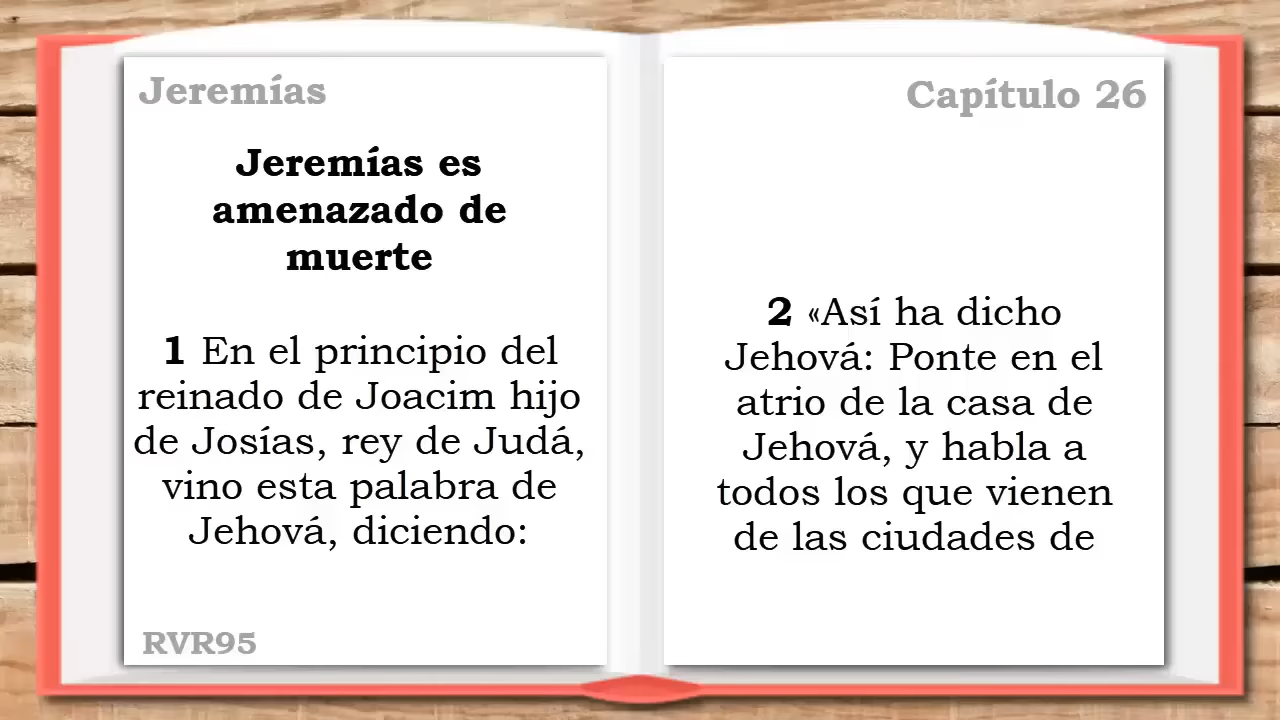 Jeremías
Jeremías es
amenazado de
muerte
1 En el principio del
reinado de Joacim hijo
de Josías, rey de Judá,
vino esta palabra de
Jehová, diciendo:
RVR95
Capítulo 26
2 «Así ha dicho
Jehová: Ponte en el
atrio de la casa de
Jehová, y habla a
todos los que vienen
de las ciudades de